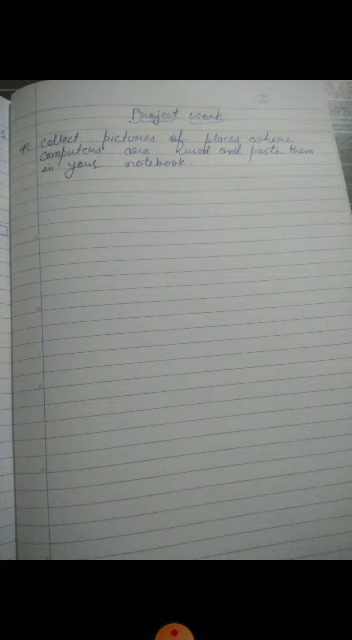 Project work
Collect pictures of places where
computers are used and paste them
in your notebook.